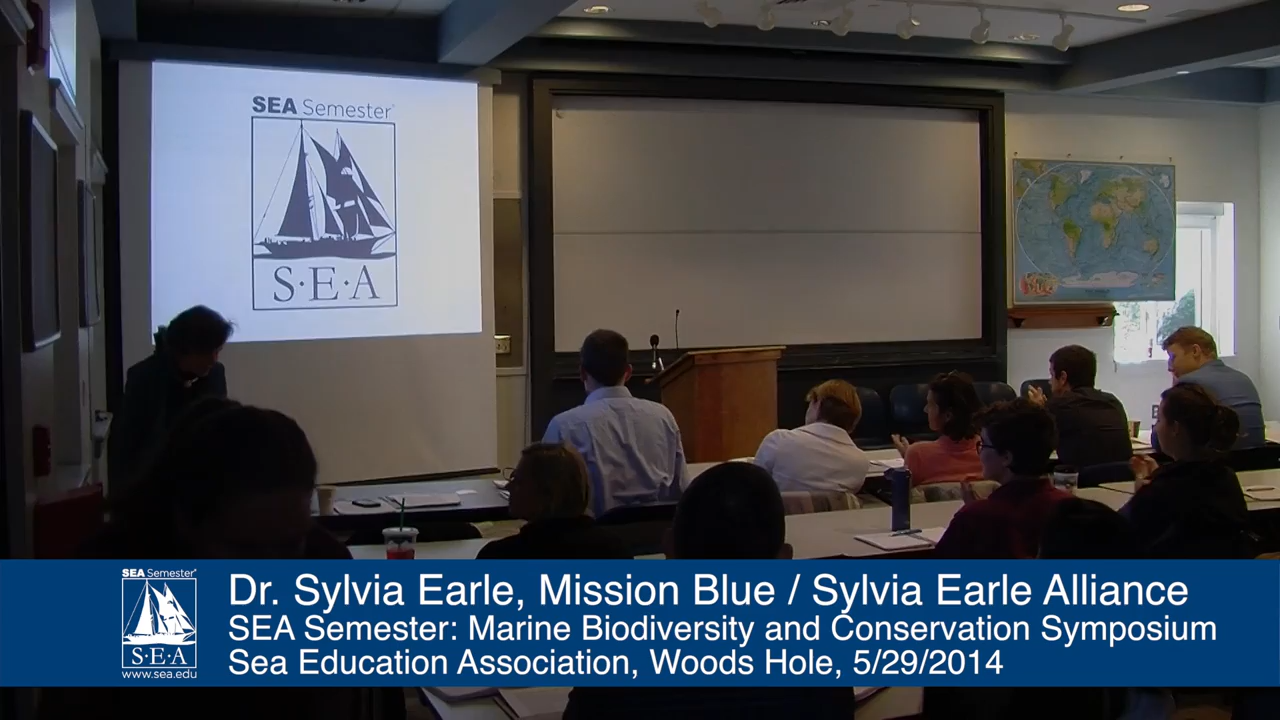 SEA Semester®
S·E·A
SEA Semester®
S·E·A
www.sea.edu
Dr. Sylvia Earle, Mission Blue / Sylvia Earle Alliance
SEA Semester: Marine Biodiversity and Conservation Symposium
Sea Education Association, Woods Hole, 5/29/2014